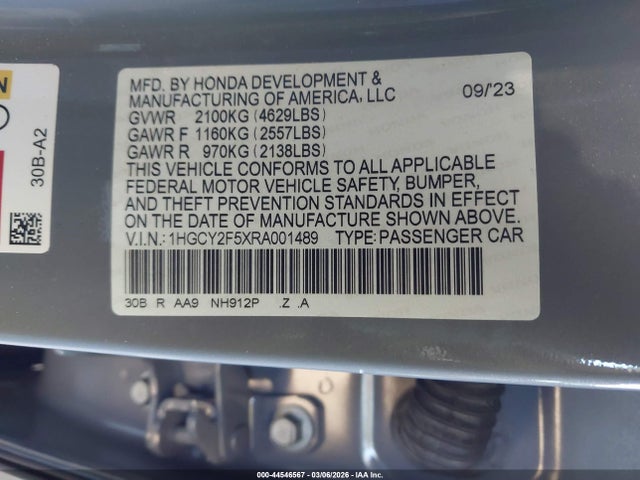 N
30B-A2
MFD. BY HONDA DEVELOPMENT &
MANUFACTURING OF AMERICA, LLC 09/23
GVWR 2100KG (4629LBS)
GAWR F 1160KG (2557LBS)
GAWR R 970KG (2138LBS)
THIS VEHICLE CONFORMS TO ALL APPLICABLE
FEDERAL MOTOR VEHICLE SAFETY, BUMPER,
AND THEFT PREVENTION STANDARDS IN EFFECT
ON THE DATE OF MANUFACTURE SHOWN ABOVE.
V.I.N.: 1HGCY2F5XRA001489 TYPE: PASSENGER CAR
30B R AA9 NH912P .Z .A
000-44546567 | 03/06/2026 | IAA Inc.